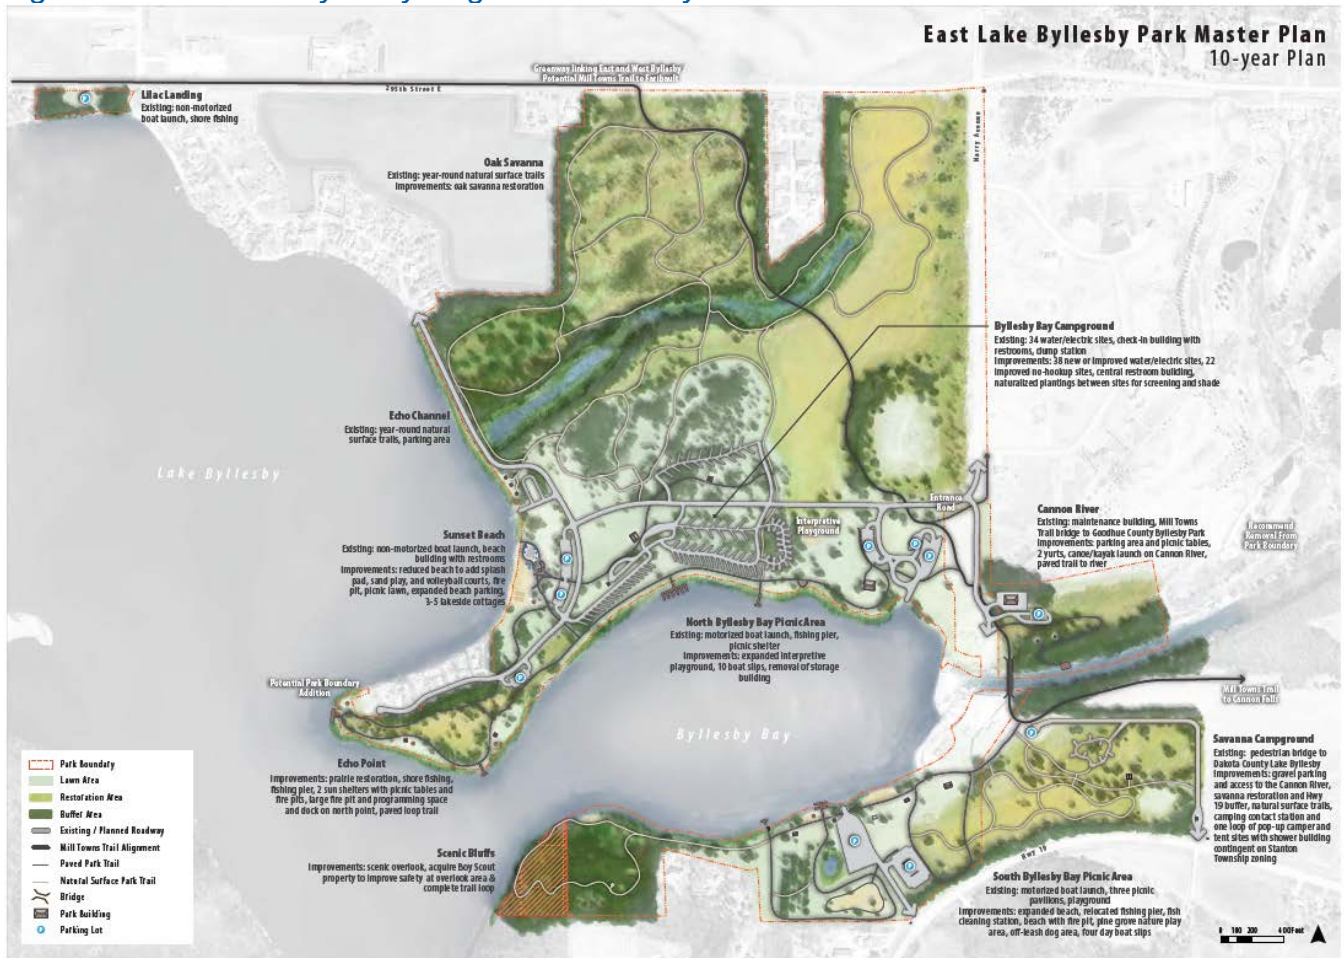 East Lake Byllesby Park Master Plan
10-year Plan
Greenway linking East and West Byllesby/
Potential Mill Towns Trail to Faribault
295th Street E
Harry Avenue
Lilac Landing
Existing: non-motorized
boat launch, shore fishing
Oak Savanna
Existing: year-round natural surface trails
Improvements: oak savanna restoration
Byllesby Bay Campground
Existing: 34 water/electric sites, check-in building with
restrooms, dump station
Improvements: 38 new or improved water/electric sites, 22
improved no-hookup sites, central restroom building,
naturalized plantings between sites for screening and shade
Echo Channel
Existing: year-round natural
surface trails, parking area
Lake Byllesby
Entrance
Road
Interpretive
Playground
Cannon River
Existing: maintenance building, Mill Towns
Trail bridge to Goodhue County Byllesby Park
Improvements: parking area and picnic tables,
2 yurts, canoe/kayak launch on Cannon River,
paved trail to river
Recommend
Removal From
Park Boundary
Sunset Beach
Existing: non-motorized boat launch, beach
building with restrooms
Improvements: reduced beach to add splash
pad, sand play, and volleyball courts, fire
pit, picnic lawn, expanded beach parking,
3-5 lakeside cottages
North Byllesby Bay Picnic Area
Existing: motorized boat launch, fishing pier,
picnic shelter
Improvements: expanded interpretive
playground, 10 boat slips, removal of storage
building
Potential Park Boundary
Addition
Mill Towns Trail
to Cannon Falls
Byllesby Bay
Echo Point
Improvements: prairie restoration, shore fishing,
fishing pier, 2 sun shelters with picnic tables and
fire pits, large fire pit and programming space
and dock on north point, paved loop trail
Savanna Campground
Existing: pedestrian bridge to
Dakota County Lake Byllesby
Improvements: gravel parking
and access to the Cannon River,
savanna restoration and Hwy
19 buffer, natural surface trails,
camping contact station and
one loop of pop-up camper and
tent sites with shower building
contingent on Stanton
Township zoning
Scenic Bluffs
Improvements: scenic overlook, acquire Boy Scout
property to improve safety at overlook area &
complete trail loop
Hwy 19
South Byllesby Bay Picnic Area
Existing: motorized boat launch, three picnic
pavilions, playground
Improvements: expanded beach, relocated fishing pier, fish
cleaning station, beach with fire pit, pine grove nature play
area, off-leash dog area, four day boat slips
Park Boundary
Lawn Area
Restoration Area
Buffer Area
Existing / Planned Roadway
Mill Towns Trail Alignment
Paved Park Trail
Natural Surface Park Trail
Bridge
Park Building
P Parking Lot
0 100 200 400 Feet